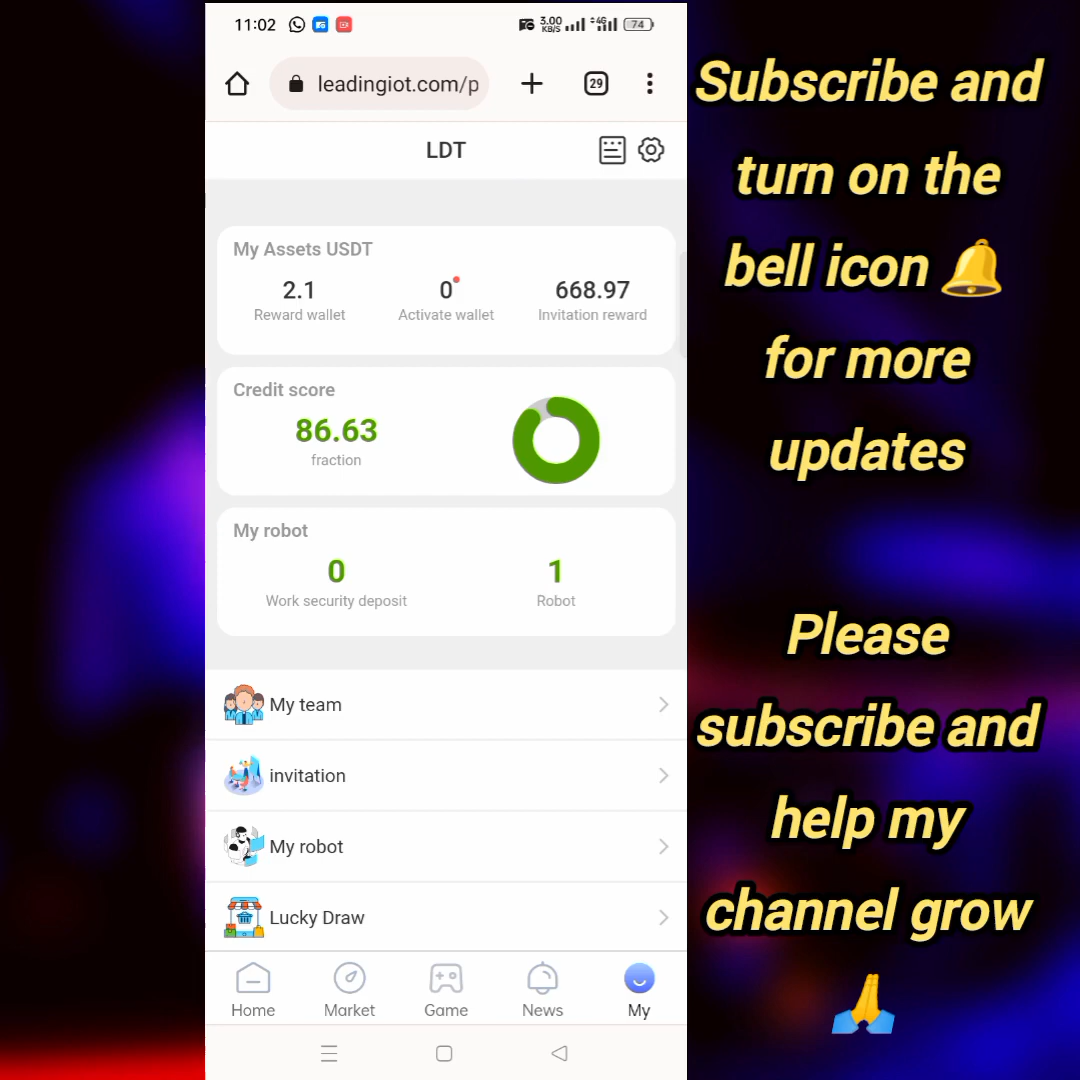 11:02
3.00
KB/S
4G
74
leadingiot.com/p
29
LDT
My Assets USDT
2.1
0
668.97
Reward wallet
Activate wallet
Invitation reward
Credit score
86.63
fraction
My robot
0
1
Work security deposit
Robot
My team
invitation
My robot
Lucky Draw
Home
Market
Game
News
My
Subscribe and
turn on the
bell icon 🔔
for more
updates
Please
subscribe and
help my
channel grow
🙏